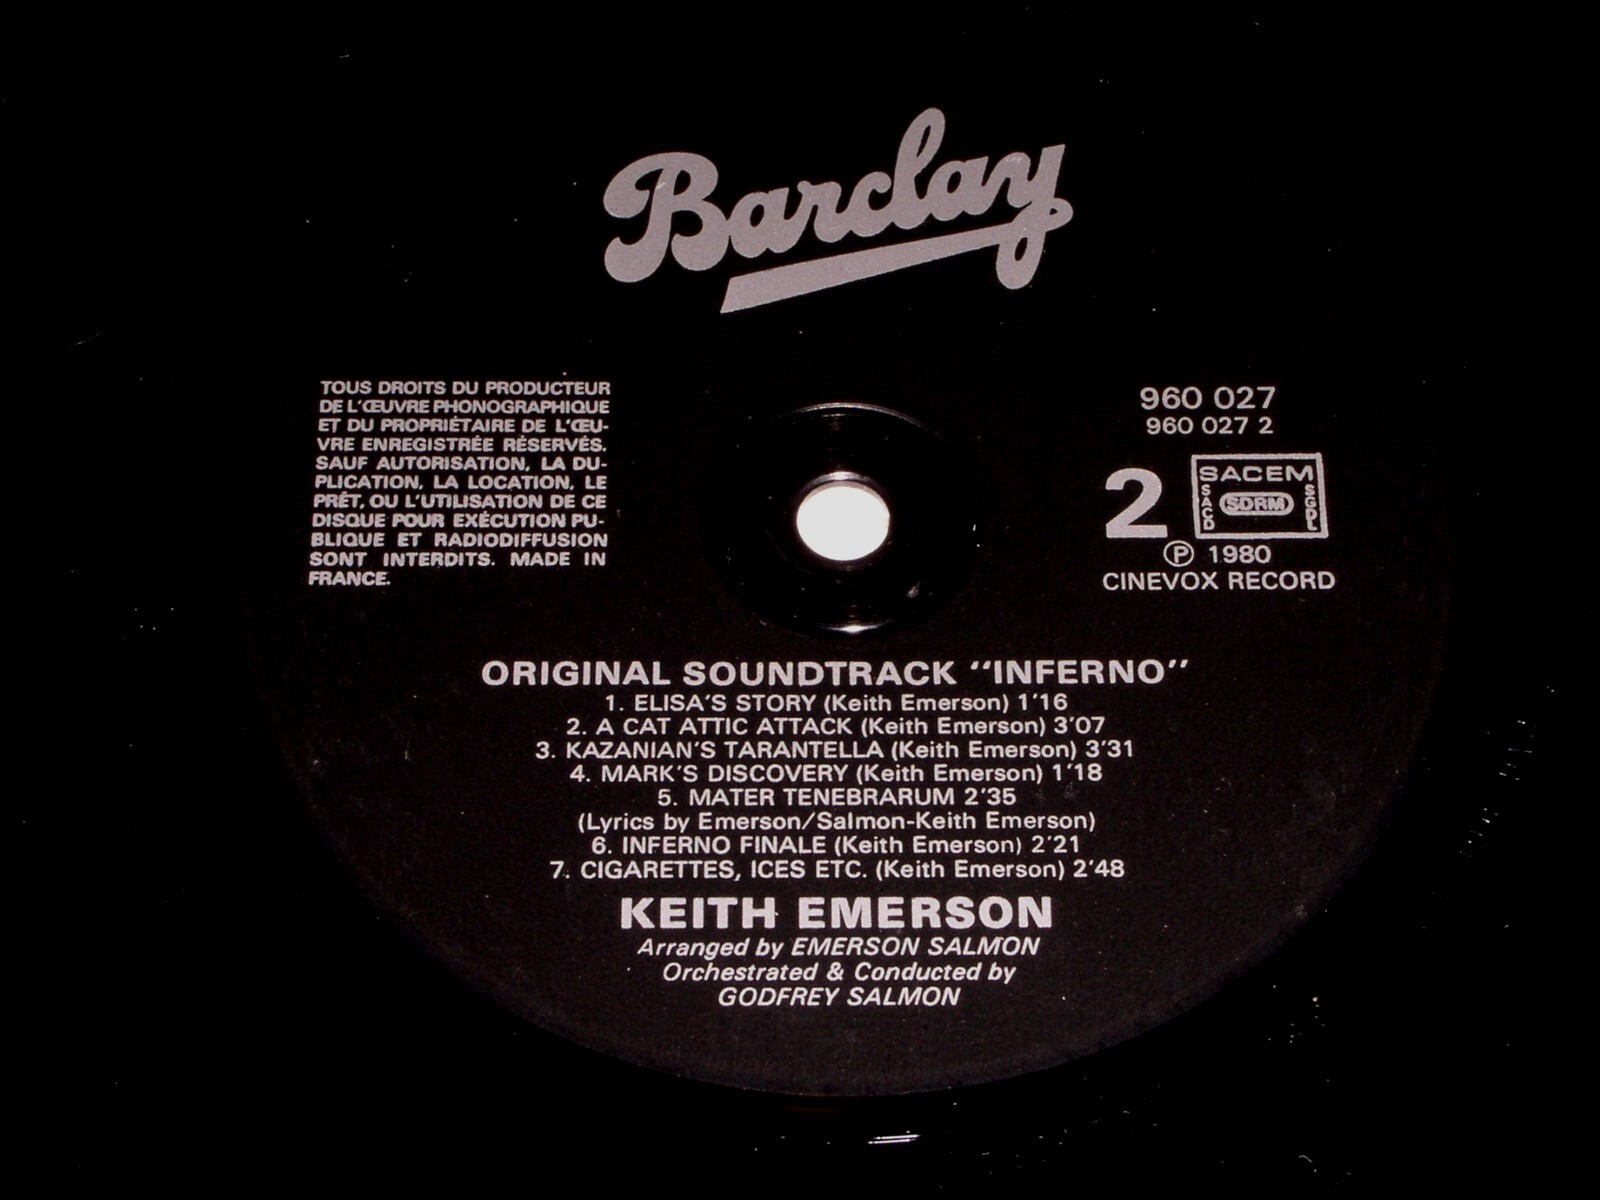 Barclay
TOUS DROITS DU PRODUCTEUR
DE L'ŒUVRE PHONOGRAPHIQUE
ET DU PROPRIÉTAIRE DE L'ŒU-
VRE ENREGISTRÉE RÉSERVÉS.
SAUF AUTORISATION, LA DU-
PLICATION, LA LOCATION, LE
PRÊT, OU L'UTILISATION DE CE
DISQUE POUR EXÉCUTION PU-
BLIQUE ET RADIODIFFUSION
SONT INTERDITS. MADE IN
FRANCE.
960 027
960 027 2
2
SACEM
SACD
SDRM
SGDL
Ⓟ 1980
CINEVOX RECORD
ORIGINAL SOUNDTRACK "INFERNO"
1. ELISA'S STORY (Keith Emerson) 1'16
2. A CAT ATTIC ATTACK (Keith Emerson) 3'07
3. KAZANIAN'S TARANTELLA (Keith Emerson) 3'31
4. MARK'S DISCOVERY (Keith Emerson) 1'18
5. MATER TENEBRARUM 2'35
(Lyrics by Emerson/Salmon-Keith Emerson)
6. INFERNO FINALE (Keith Emerson) 2'21
7. CIGARETTES, ICES ETC. (Keith Emerson) 2'48
KEITH EMERSON
Arranged by EMERSON SALMON
Orchestrated & Conducted by
GODFREY SALMON